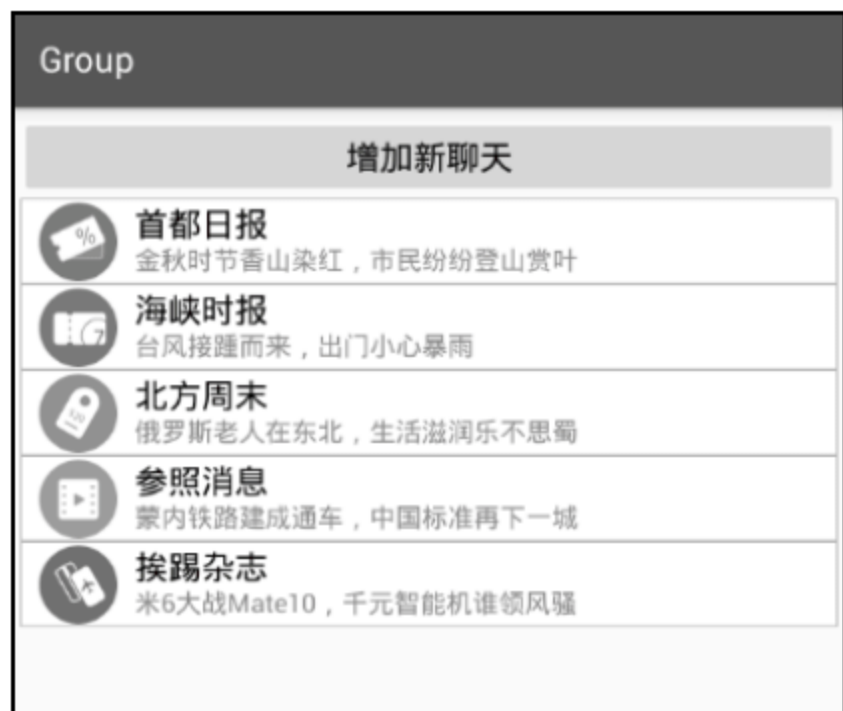 Group
增加新聊天
首都日报
金秋时节香山染红，市民纷纷登山赏叶
海峡时报
台风接踵而来，出门小心暴雨
北方周末
俄罗斯老人在东北，生活滋润乐不思蜀
参照消息
蒙内铁路建成通车，中国标准再下一城
挨踢杂志
米6大战Mate10，千元智能机谁领风骚